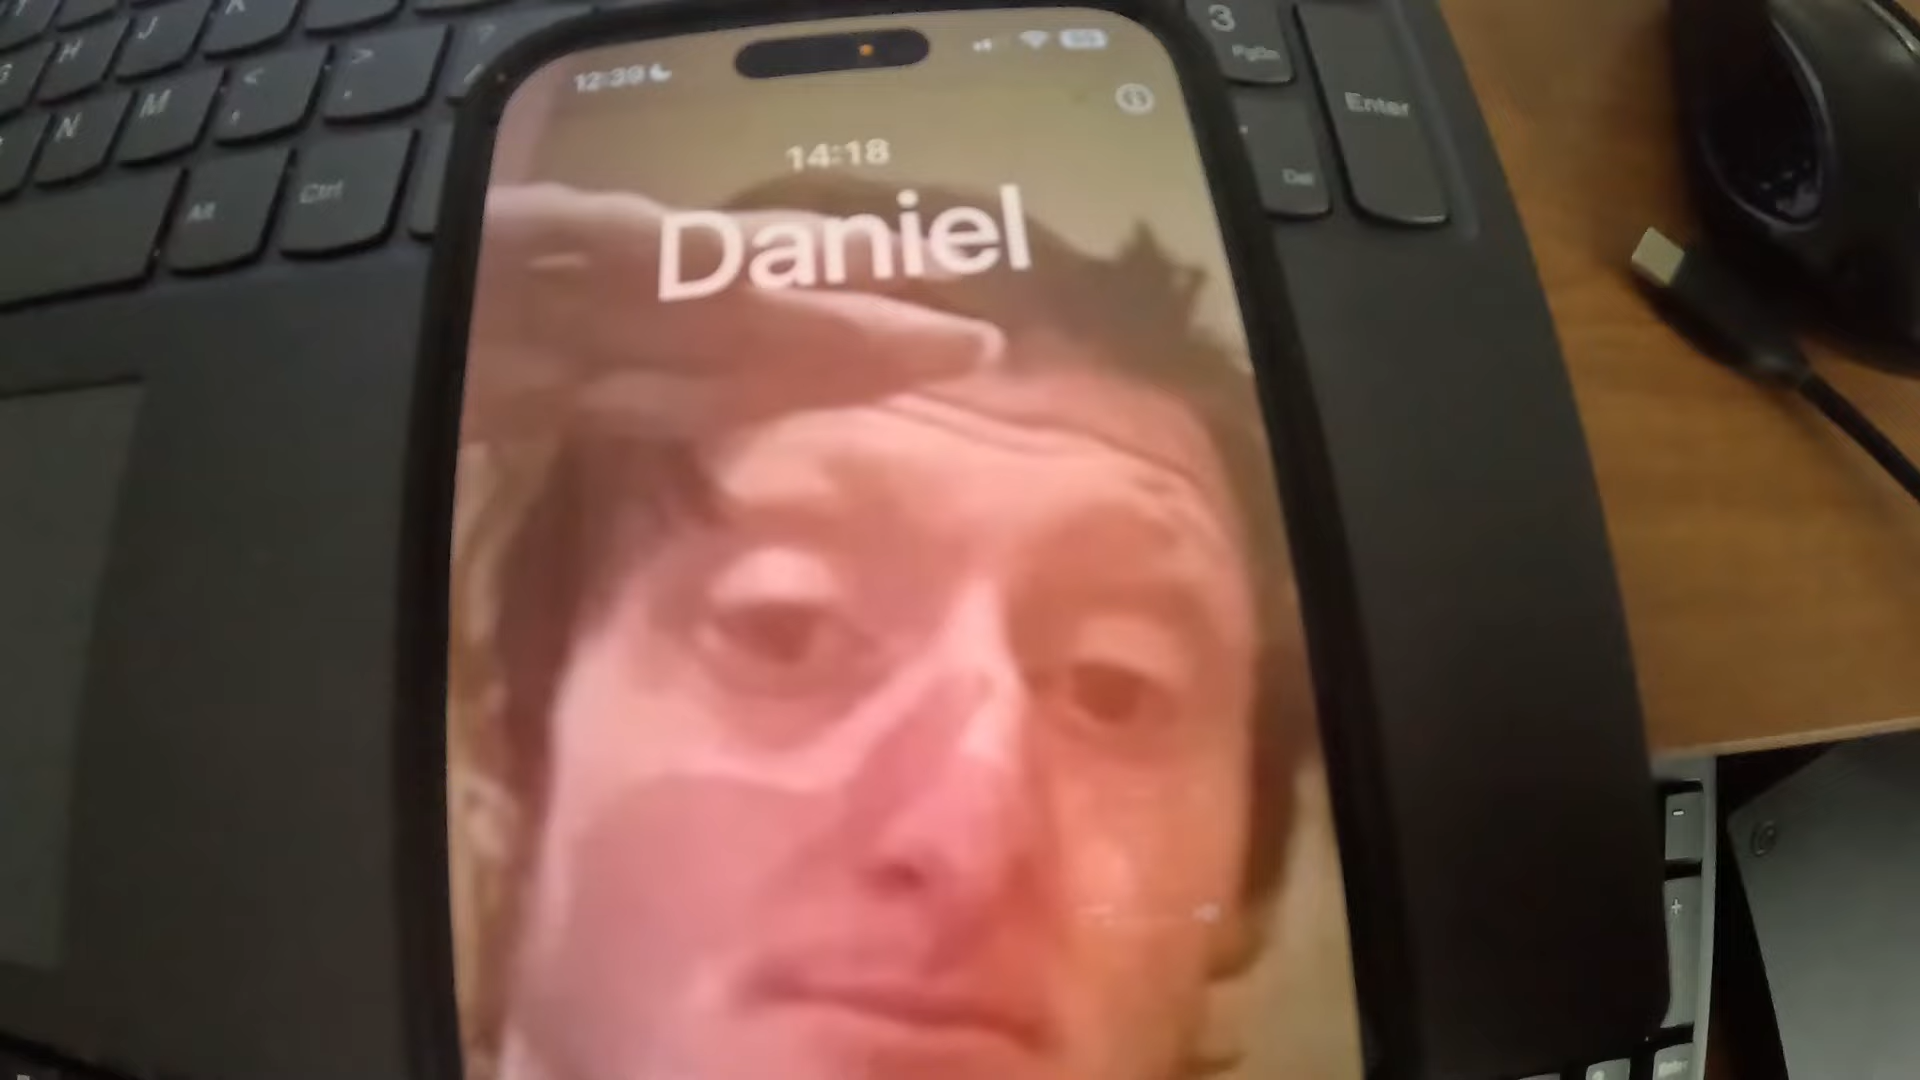 12:39
14:18
Daniel
H
J
K
N
M
<
,
>
.
?
Alt
Ctrl
3
PgDn
Enter
.
Del
-
+